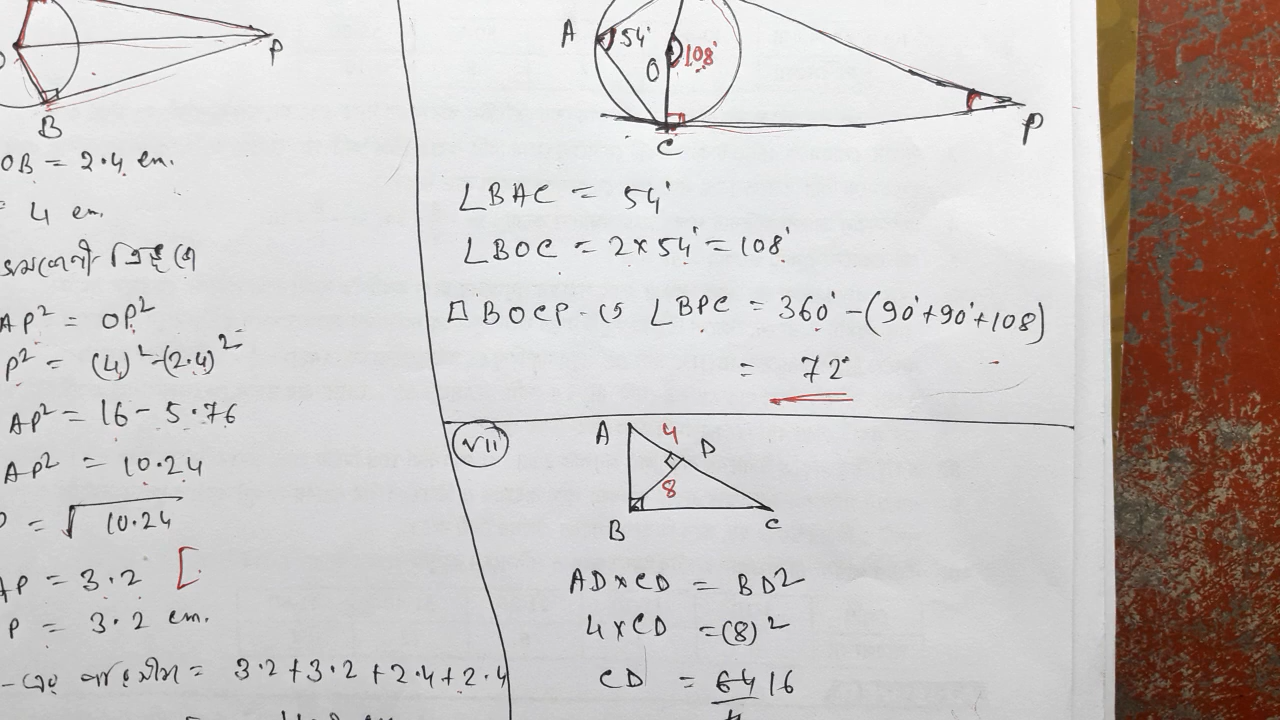 P
B
OB = 2.4 cm.
= 4 cm.
AP² = OP²
P² = (4)² - (2.4)²
AP² = 16 - 5.76
AP² = 10.24
= √10.24
AP = 3.2
P = 3.2 cm.
= 3.2 + 3.2 + 2.4 + 2.4
A 54° O 108° P
C
∠BAC = 54°
∠BOC = 2 × 54° = 108°
□ BOCP - এ ∠BPC = 360° - (90° + 90° + 108)
= 72°
VII
A 4 D
8
B C
AD × CD = BD²
4 × CD = (8)²
CD = 64 16